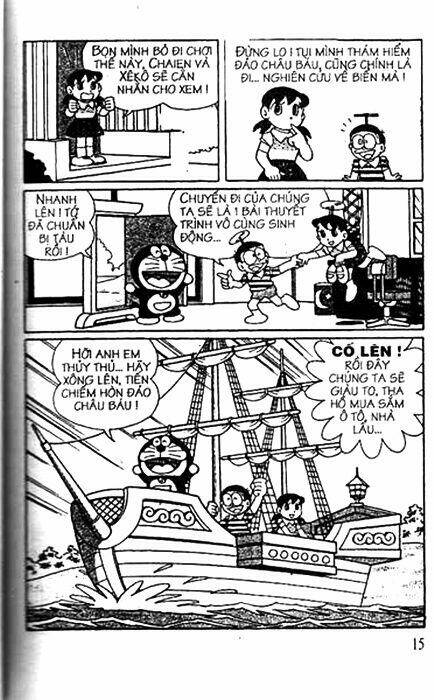 BỌN MÌNH BỎ ĐI CHƠI
THẾ NÀY, CHAIEN VÀ
XÊKÔ SẼ CẰN
NHẰN CHO XEM !
ĐỪNG LO ! TỤI MÌNH THÁM HIỂM
ĐẢO CHÂU BÁU, CŨNG CHÍNH LÀ
ĐI... NGHIÊN CỨU VỀ BIỂN MÀ !
NHANH
LÊN ! TỚ
ĐÃ CHUẨN
BỊ TÀU
RỒI !
CHUYẾN ĐI CỦA CHÚNG
TA SẼ LÀ 1 BÀI THUYẾT
TRÌNH VÔ CÙNG SINH
ĐỘNG...
HỠI ANH EM
THỦY THỦ... HÃY
XÔNG LÊN, TIẾN
CHIẾM HÒN ĐẢO
CHÂU BÁU !
CỐ LÊN !
RỒI ĐÂY
CHÚNG TA SẼ
GIÀU TO, THA
HỒ MUA SẮM
Ô TÔ, NHÀ
LẦU...
15